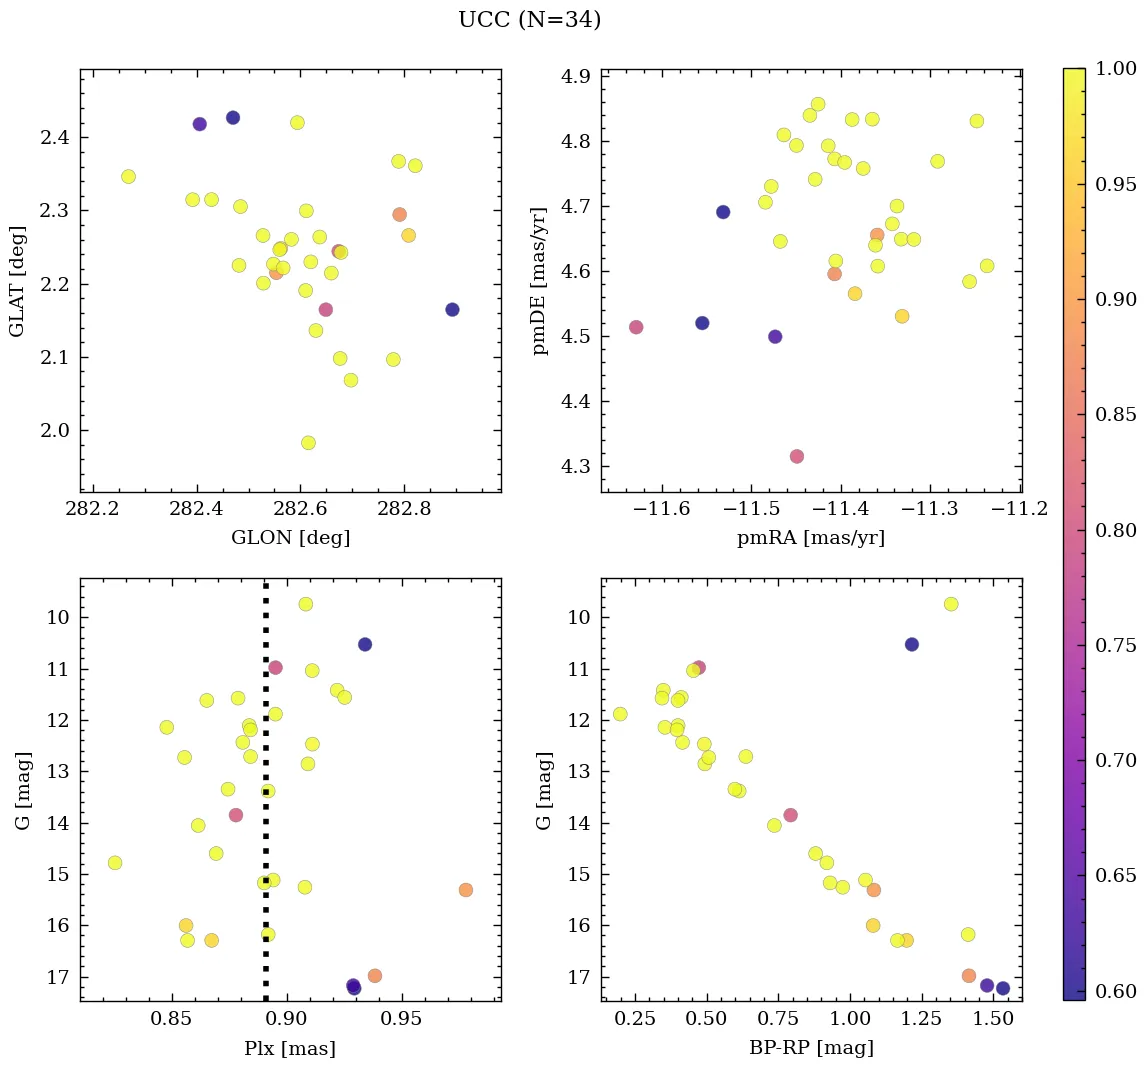 UCC (N=34)
2.4
2.3
2.2
2.1
2.0
GLAT [deg]
282.2 282.4 282.6 282.8
GLON [deg]
4.9
4.8
4.7
4.6
4.5
4.4
4.3
pmDE [mas/yr]
−11.6 −11.5 −11.4 −11.3 −11.2
pmRA [mas/yr]
10
11
12
13
14
15
16
17
G [mag]
0.85 0.90 0.95
Plx [mas]
10
11
12
13
14
15
16
17
G [mag]
0.25 0.50 0.75 1.00 1.25 1.50
BP-RP [mag]
1.00
0.95
0.90
0.85
0.80
0.75
0.70
0.65
0.60